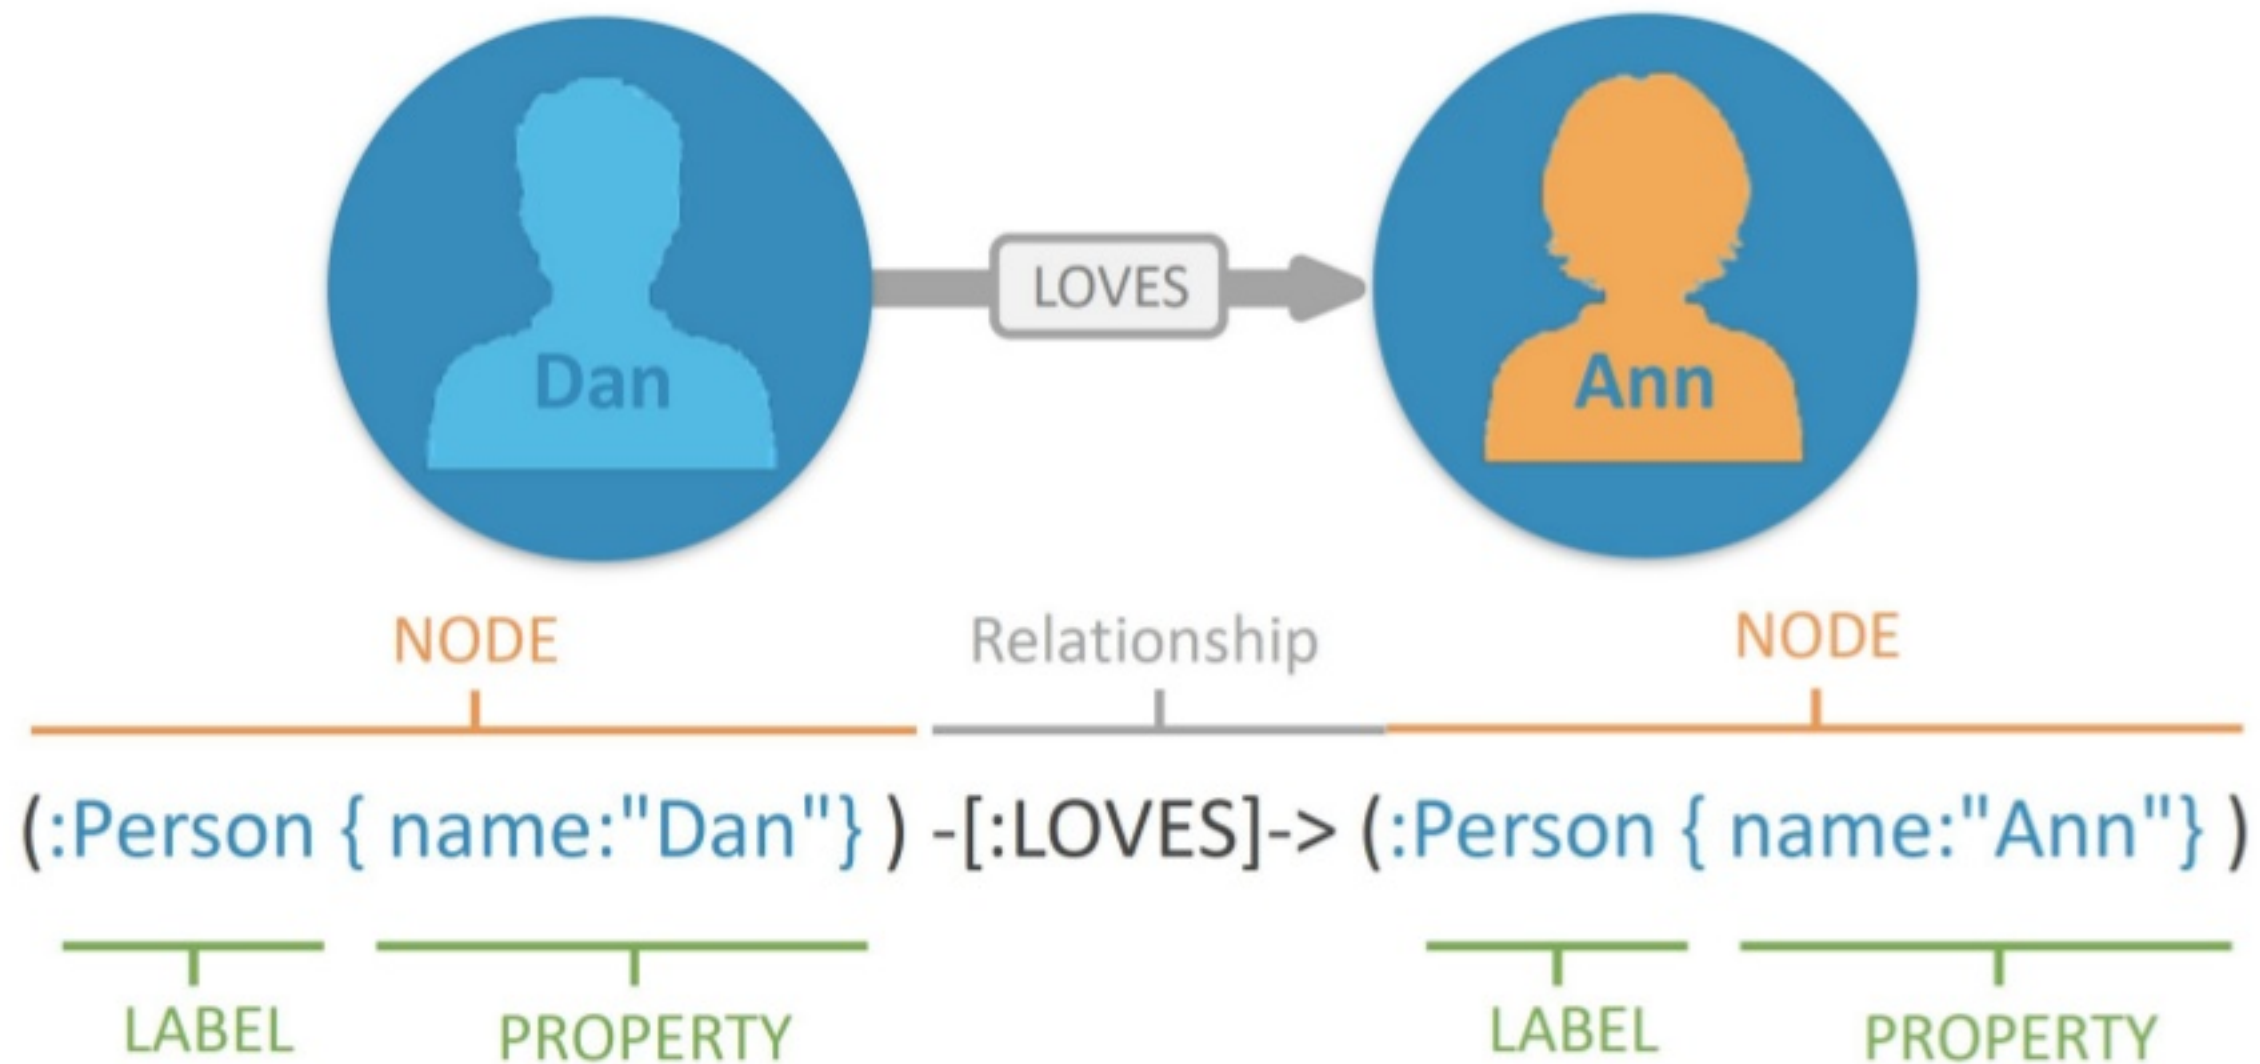 LOVES
Dan
Ann
NODE Relationship NODE
(:Person { name:"Dan"} ) -[:LOVES]-> (:Person { name:"Ann"} )
LABEL PROPERTY LABEL PROPERTY